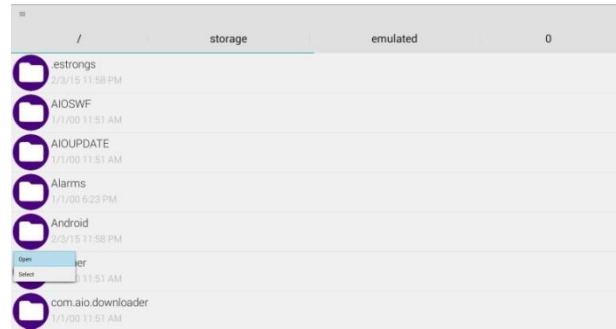 / storage emulated 0
.estrongs
2/3/15 11:58 PM
AIOSWF
1/1/00 11:51 AM
AIOUPDATE
1/1/00 11:51 AM
Alarms
1/1/00 6:23 PM
Android
2/3/15 11:58 PM
Open
Select
11:51 AM
com.aio.downloader
1/1/00 11:51 AM